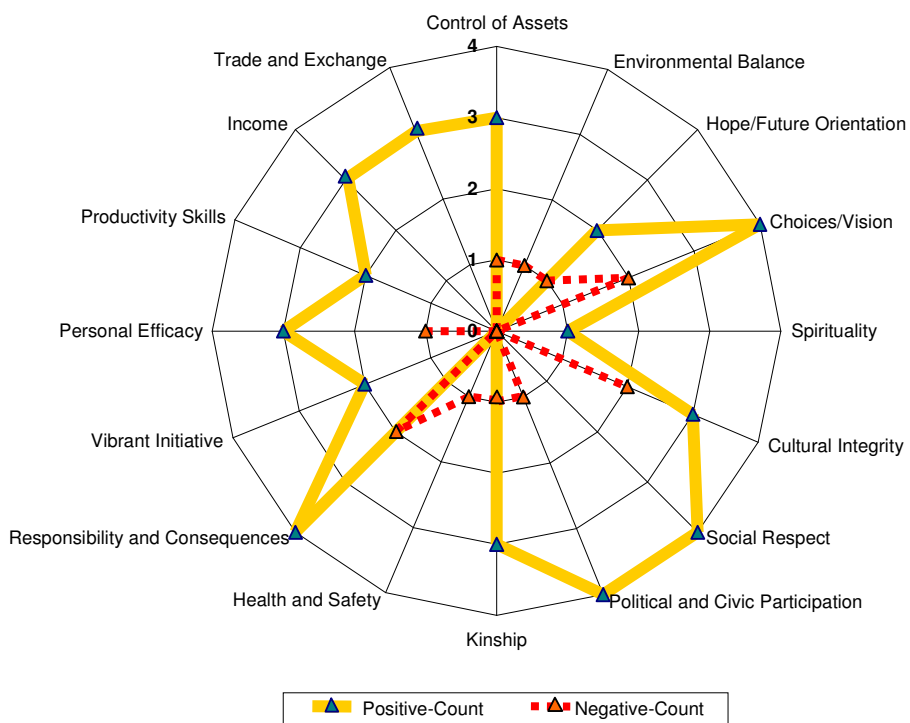 Control of Assets
4
Trade and Exchange
Environmental Balance
3
Income
Hope/Future Orientation
2
Productivity Skills
Choices/Vision
1
Personal Efficacy
0
Spirituality
Vibrant Initiative
Cultural Integrity
Responsibility and Consequences
Social Respect
Health and Safety
Political and Civic Participation
Kinship
Positive-Count
Negative-Count